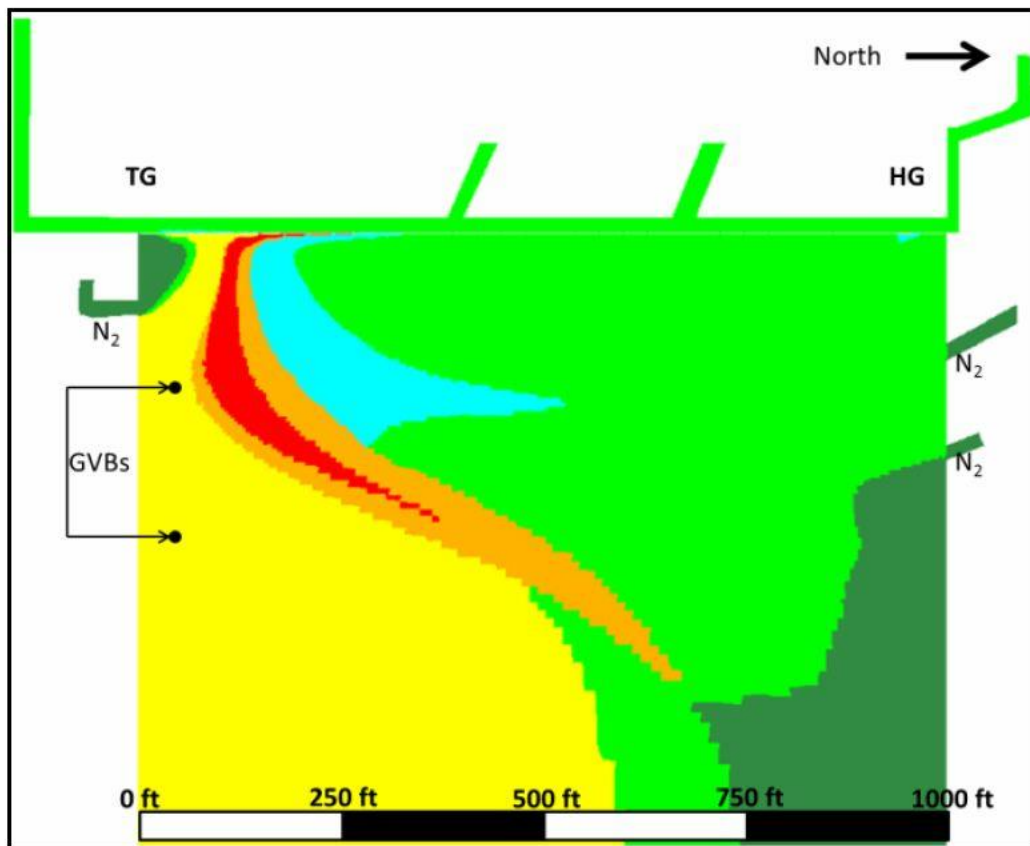 North
TG
HG
N₂
N₂
GVBs
N₂
0 ft
250 ft
500 ft
750 ft
1000 ft